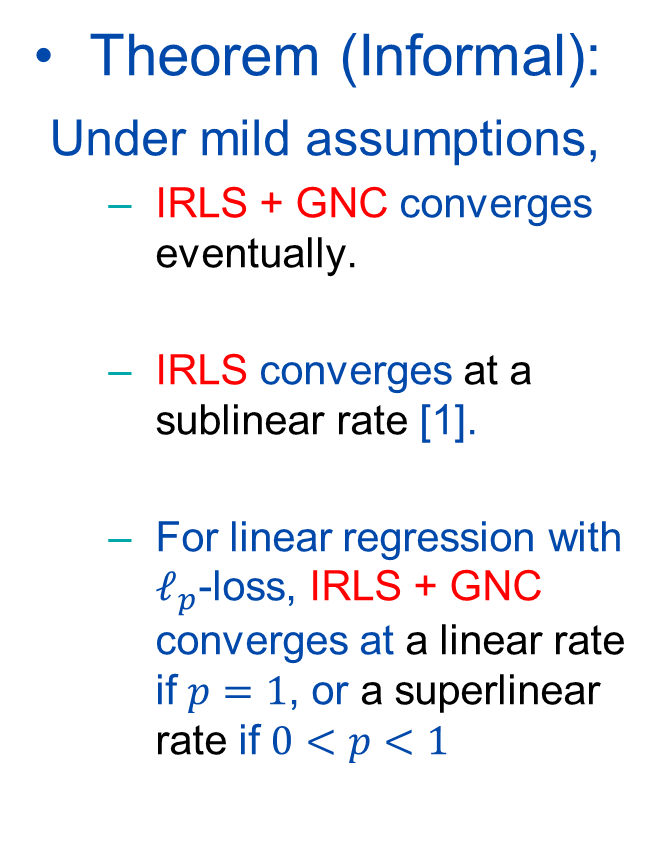 • Theorem (Informal):
Under mild assumptions,
– IRLS + GNC converges
eventually.
– IRLS converges at a
sublinear rate [1].
– For linear regression with
ℓₚ-loss, IRLS + GNC
converges at a linear rate
if 𝑝 = 1, or a superlinear
rate if 0 < 𝑝 < 1